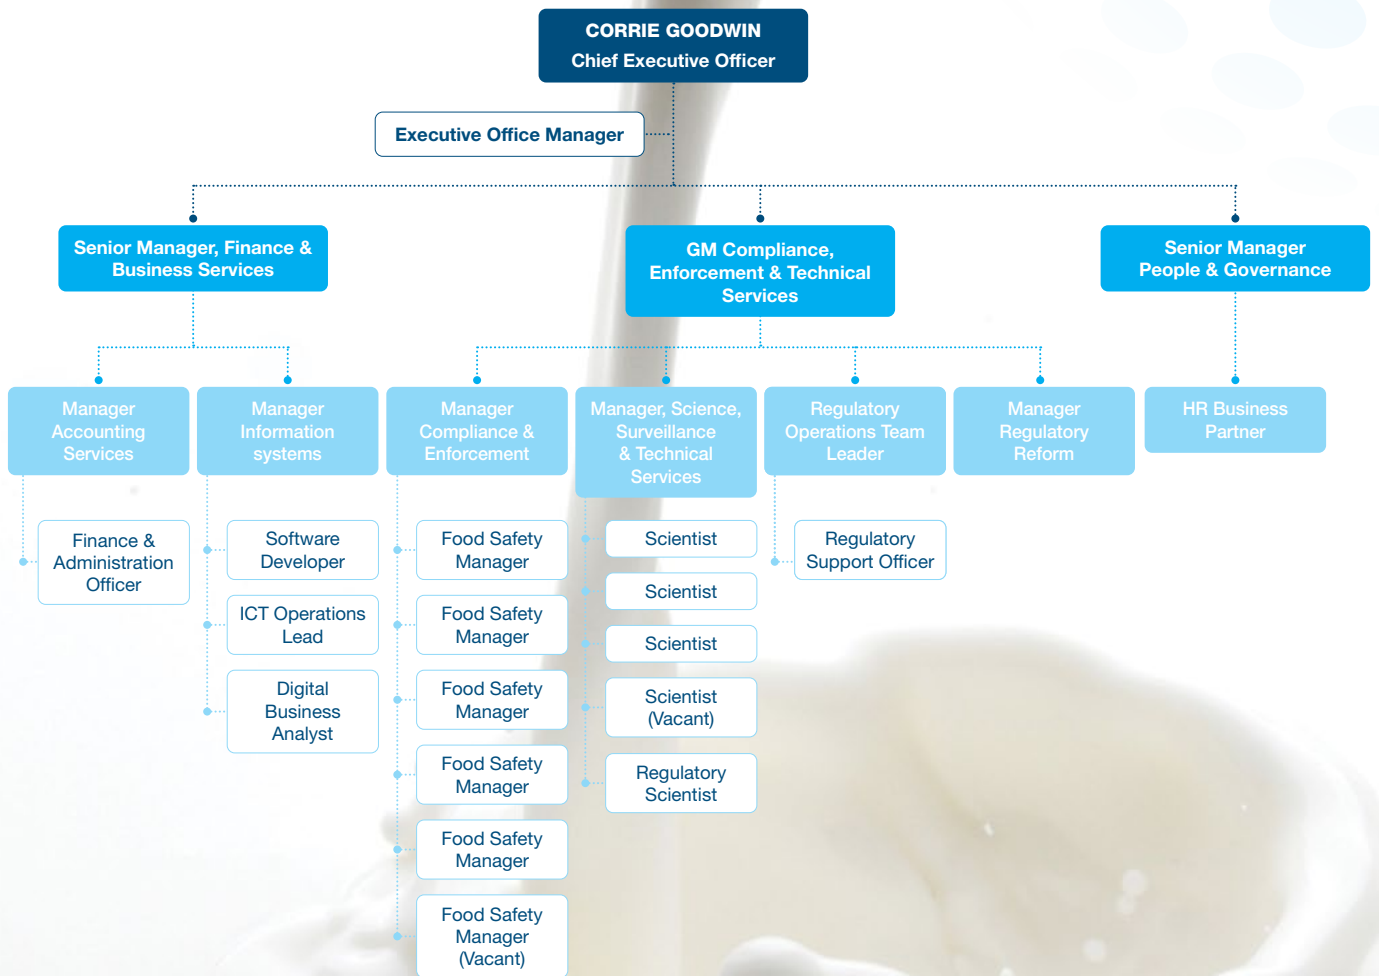 CORRIE GOODWIN
Chief Executive Officer
Executive Office Manager
Senior Manager, Finance &
Business Services
GM Compliance,
Enforcement & Technical
Services
Senior Manager
People & Governance
Manager
Accounting
Services
Manager
Information
systems
Manager
Compliance &
Enforcement
Manager, Science,
Surveillance
& Technical
Services
Regulatory
Operations Team
Leader
Manager
Regulatory
Reform
HR Business
Partner
Finance &
Administration
Officer
Software
Developer
ICT Operations
Lead
Digital
Business
Analyst
Food Safety
Manager
Food Safety
Manager
Food Safety
Manager
Food Safety
Manager
Food Safety
Manager
Food Safety
Manager
(Vacant)
Scientist
Scientist
Scientist
Scientist
(Vacant)
Regulatory
Scientist
Regulatory
Support Officer